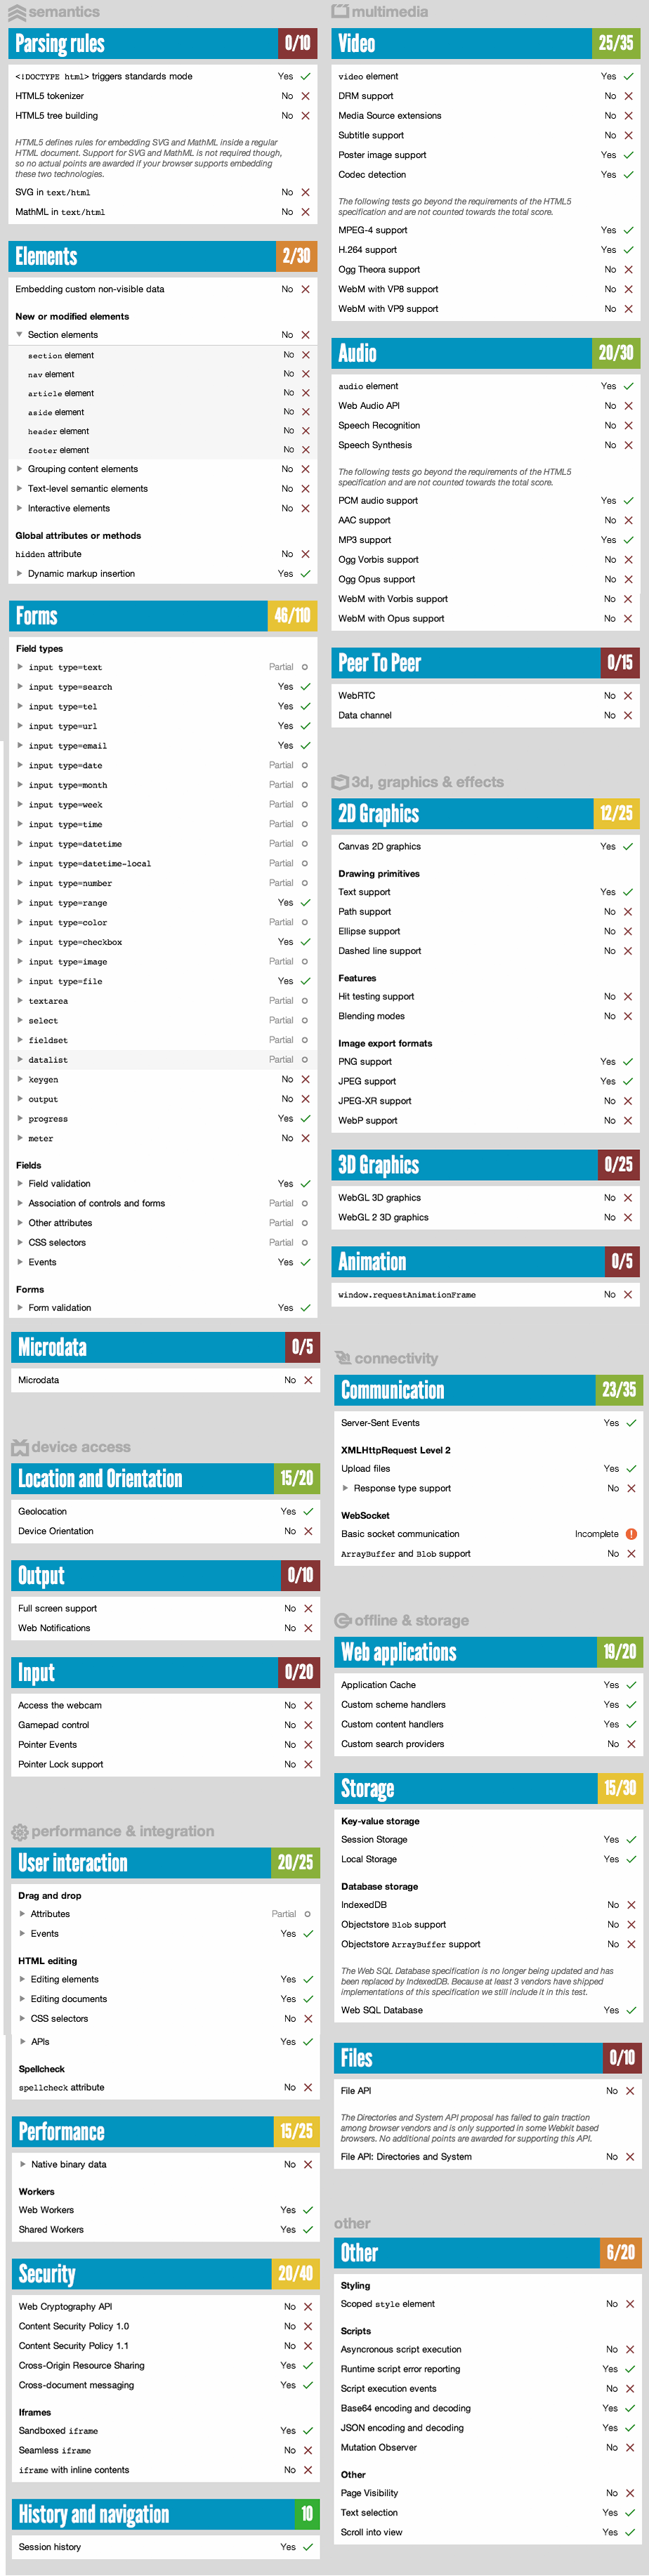 semantics
Parsing rules 0/10
<!DOCTYPE html> triggers standards mode Yes
HTML5 tokenizer No
HTML5 tree building No
HTML5 defines rules for embedding SVG and MathML inside a regular
HTML document. Support for SVG and MathML is not required though,
so no actual points are awarded if your browser supports embedding
these two technologies.
SVG in text/html No
MathML in text/html No
Elements 2/30
Embedding custom non-visible data No
New or modified elements
Section elements No
section element No
nav element No
article element No
aside element No
header element No
footer element No
Grouping content elements No
Text-level semantic elements No
Interactive elements No
Global attributes or methods
hidden attribute No
Dynamic markup insertion Yes
Forms 46/110
Field types
input type=text Partial
input type=search Yes
input type=tel Yes
input type=url Yes
input type=email Yes
input type=date Partial
input type=month Partial
input type=week Partial
input type=time Partial
input type=datetime Partial
input type=datetime-local Partial
input type=number Partial
input type=range Yes
input type=color Partial
input type=checkbox Yes
input type=image Partial
input type=file Yes
textarea Partial
select Partial
fieldset Partial
datalist Partial
keygen No
output No
progress Yes
meter No
Fields
Field validation Yes
Association of controls and forms Partial
Other attributes Partial
CSS selectors Partial
Events Yes
Forms
Form validation Yes
Microdata 0/5
Microdata No
device access
Location and Orientation 15/20
Geolocation Yes
Device Orientation No
Output 0/10
Full screen support No
Web Notifications No
Input 0/20
Access the webcam No
Gamepad control No
Pointer Events No
Pointer Lock support No
performance & integration
User interaction 20/25
Drag and drop
Attributes Partial
Events Yes
HTML editing
Editing elements Yes
Editing documents Yes
CSS selectors No
APIs Yes
Spellcheck
spellcheck attribute No
Performance 15/25
Native binary data No
Workers
Web Workers Yes
Shared Workers Yes
Security 20/40
Web Cryptography API No
Content Security Policy 1.0 No
Content Security Policy 1.1 No
Cross-Origin Resource Sharing Yes
Cross-document messaging Yes
Iframes
Sandboxed iframe Yes
Seamless iframe No
iframe with inline contents No
History and navigation 10
Session history Yes
multimedia
Video 25/35
video element Yes
DRM support No
Media Source extensions No
Subtitle support No
Poster image support Yes
Codec detection Yes
The following tests go beyond the requirements of the HTML5
specification and are not counted towards the total score.
MPEG-4 support Yes
H.264 support Yes
Ogg Theora support No
WebM with VP8 support No
WebM with VP9 support No
Audio 20/30
audio element Yes
Web Audio API No
Speech Recognition No
Speech Synthesis No
The following tests go beyond the requirements of the HTML5
specification and are not counted towards the total score.
PCM audio support Yes
AAC support No
MP3 support Yes
Ogg Vorbis support No
Ogg Opus support No
WebM with Vorbis support No
WebM with Opus support No
Peer To Peer 0/15
WebRTC No
Data channel No
3d, graphics & effects
2D Graphics 12/25
Canvas 2D graphics Yes
Drawing primitives
Text support Yes
Path support No
Ellipse support No
Dashed line support No
Features
Hit testing support No
Blending modes No
Image export formats
PNG support Yes
JPEG support Yes
JPEG-XR support No
WebP support No
3D Graphics 0/25
WebGL 3D graphics No
WebGL 2 3D graphics No
Animation 0/5
window.requestAnimationFrame No
connectivity
Communication 23/35
Server-Sent Events Yes
XMLHttpRequest Level 2
Upload files Yes
Response type support No
WebSocket
Basic socket communication Incomplete !
ArrayBuffer and Blob support No
offline & storage
Web applications 19/20
Application Cache Yes
Custom scheme handlers Yes
Custom content handlers Yes
Custom search providers No
Storage 15/30
Key-value storage
Session Storage Yes
Local Storage Yes
Database storage
IndexedDB No
Objectstore Blob support No
Objectstore ArrayBuffer support No
The Web SQL Database specification is no longer being updated and has
been replaced by IndexedDB. Because at least 3 vendors have shipped
implementations of this specification we still include it in this test.
Web SQL Database Yes
Files 0/10
File API No
The Directories and System API proposal has failed to gain traction
among browser vendors and is only supported in some Webkit based
browsers. No additional points are awarded for supporting this API.
File API: Directories and System No
other
Other 6/20
Styling
Scoped style element No
Scripts
Asyncronous script execution No
Runtime script error reporting Yes
Script execution events No
Base64 encoding and decoding Yes
JSON encoding and decoding Yes
Mutation Observer No
Other
Page Visibility No
Text selection Yes
Scroll into view Yes